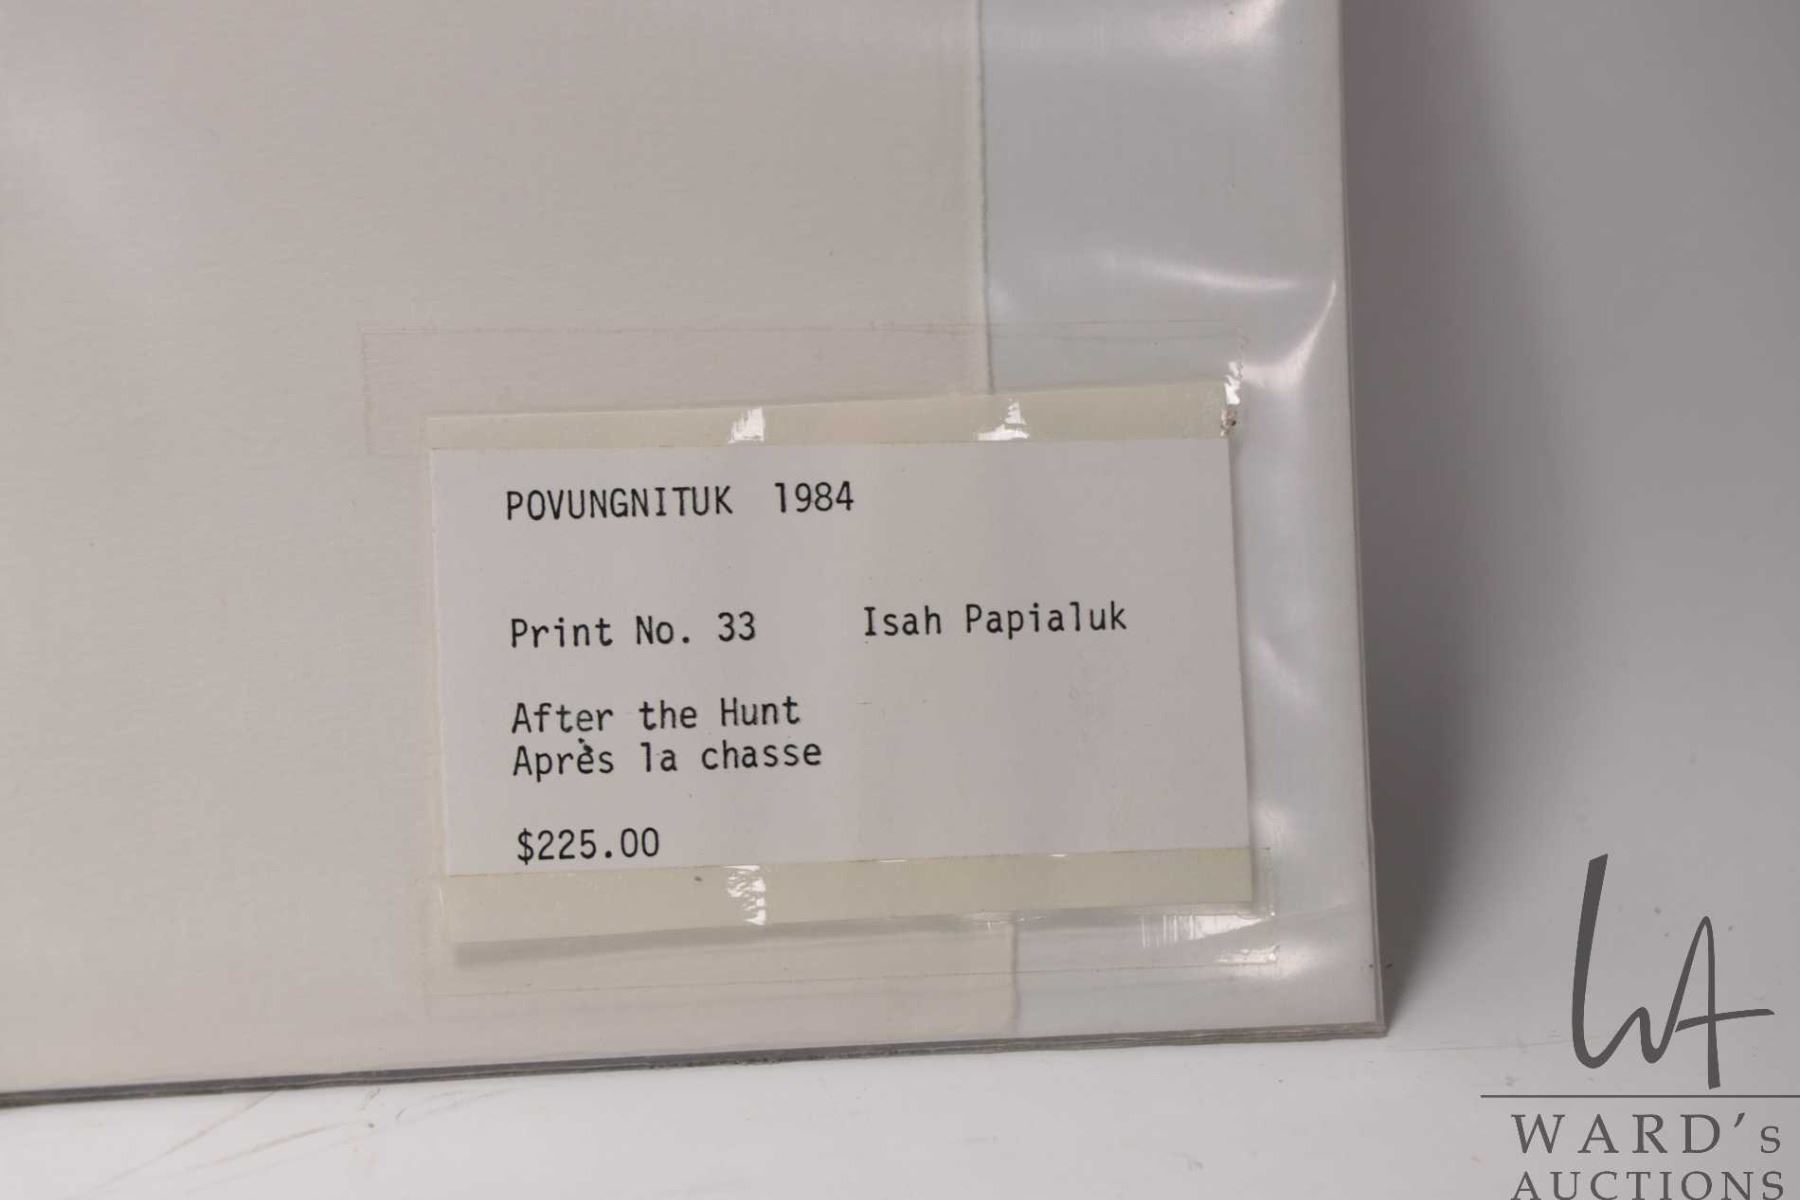 POVUNGNITUK 1984
Print No. 33 Isah Papialuk
After the Hunt
Après la chasse
$225.00
WARD's
AUCTIONS